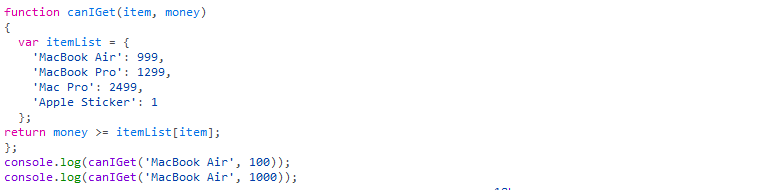 function canIGet(item, money)
{
  var itemList = {
    'MacBook Air': 999,
    'MacBook Pro': 1299,
    'Mac Pro': 2499,
    'Apple Sticker': 1
  };
return money >= itemList[item];
};
console.log(canIGet('MacBook Air', 100));
console.log(canIGet('MacBook Air', 1000));